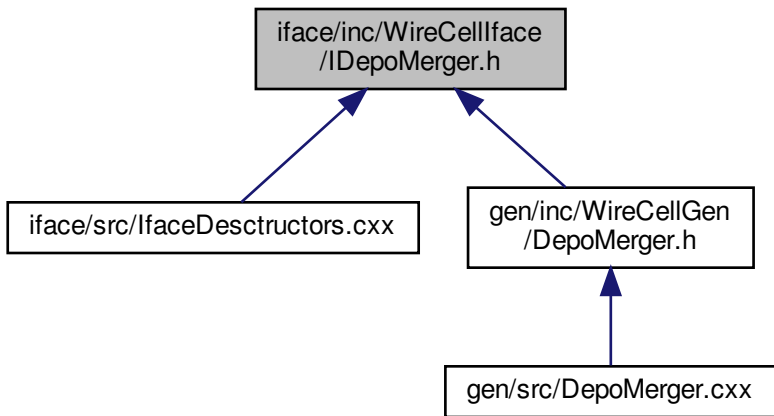 iface/inc/WireCellIface
/IDepoMerger.h
iface/src/IfaceDesctructors.cxx
gen/inc/WireCellGen
/DepoMerger.h
gen/src/DepoMerger.cxx